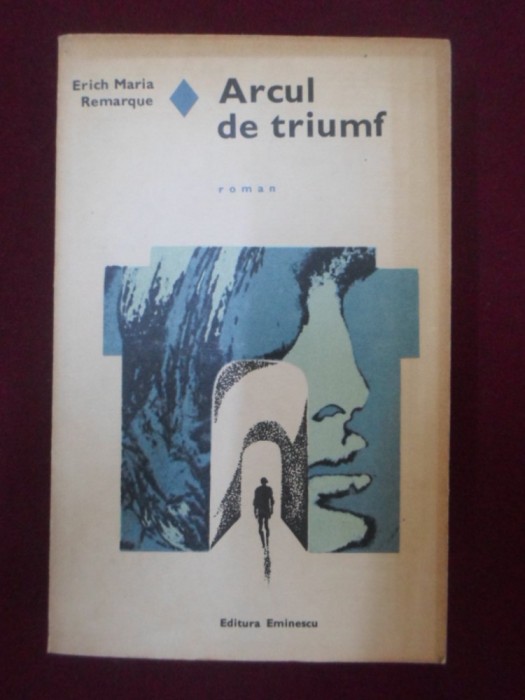 Erich Maria
Remarque
Arcul
de triumf
roman
Editura Eminescu